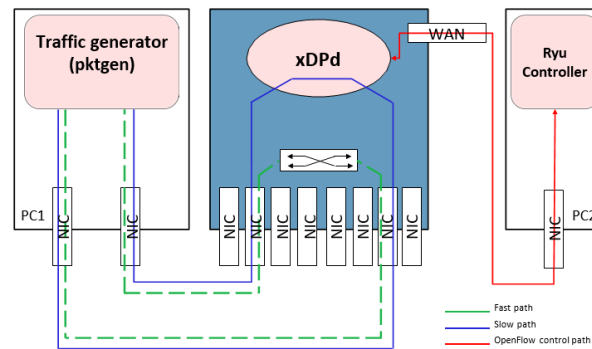 Traffic generator
(pktgen)
xDPd
WAN
Ryu
Controller
PC1
NIC
NIC
NIC
NIC
NIC
NIC
NIC
NIC
NIC
NIC
NIC
PC2
Fast path
Slow path
OpenFlow control path